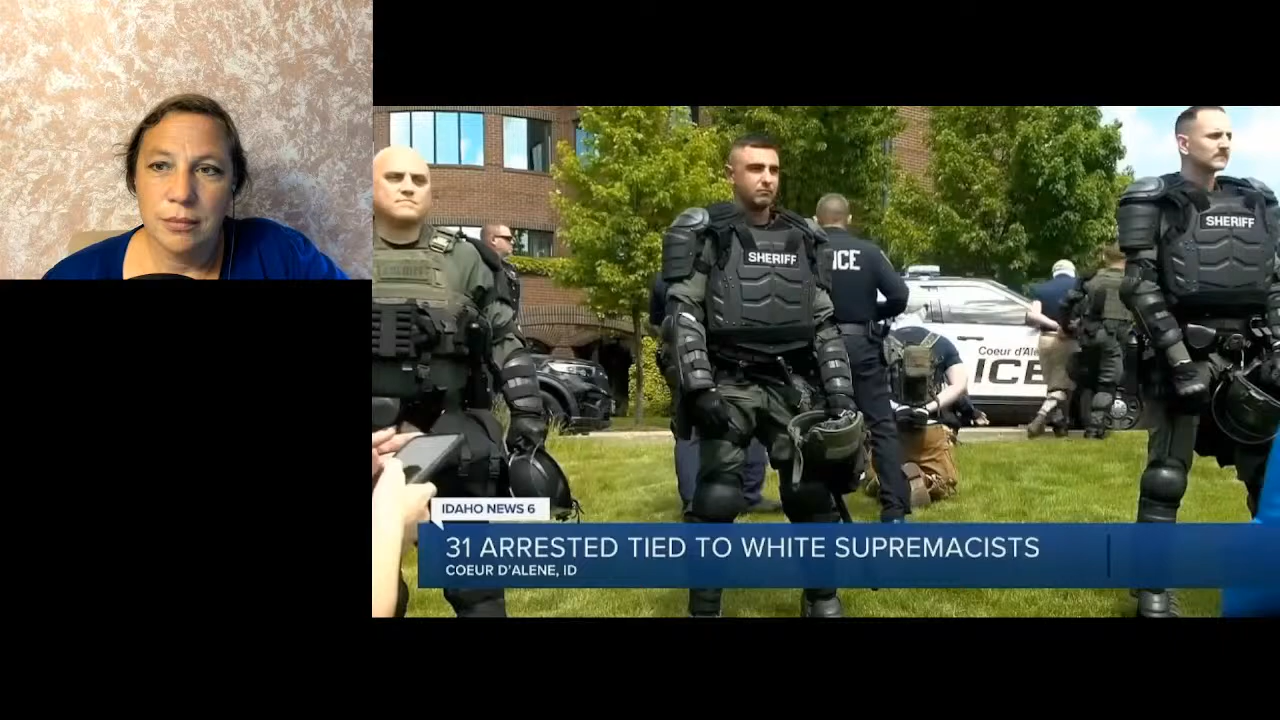 SHERIFF
SHERIFF
ICE
Coeur d'Ale
ICE
IDAHO NEWS 6
31 ARRESTED TIED TO WHITE SUPREMACISTS
COEUR D'ALENE, ID